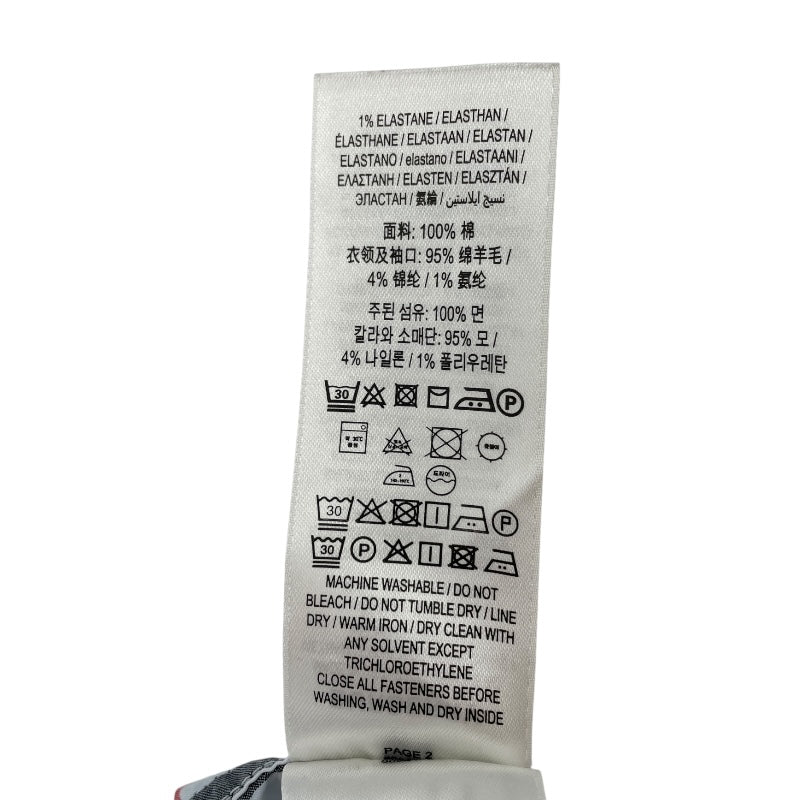 1% ELASTANE / ELASTHAN /
ÉLASTHANE / ELASTAAN / ELASTAN /
ELASTANO / elastano / ELASTAANI /
ΕΛΑΣΤΑΝΗ / ELASTEN / ELASZTÁN /
ЭЛАСТАН / 氨綸 / نسيج ايلاستين
面料: 100% 棉
衣领及袖口: 95% 绵羊毛 /
4% 锦纶 / 1% 氨纶
주된 섬유: 100% 면
칼라와 소매단: 95% 모 /
4% 나일론 / 1% 폴리우레탄
30 P
드라이
30 P
30 P
MACHINE WASHABLE / DO NOT
BLEACH / DO NOT TUMBLE DRY / LINE
DRY / WARM IRON / DRY CLEAN WITH
ANY SOLVENT EXCEPT
TRICHLOROETHYLENE
CLOSE ALL FASTENERS BEFORE
WASHING, WASH AND DRY INSIDE
PAGE 2